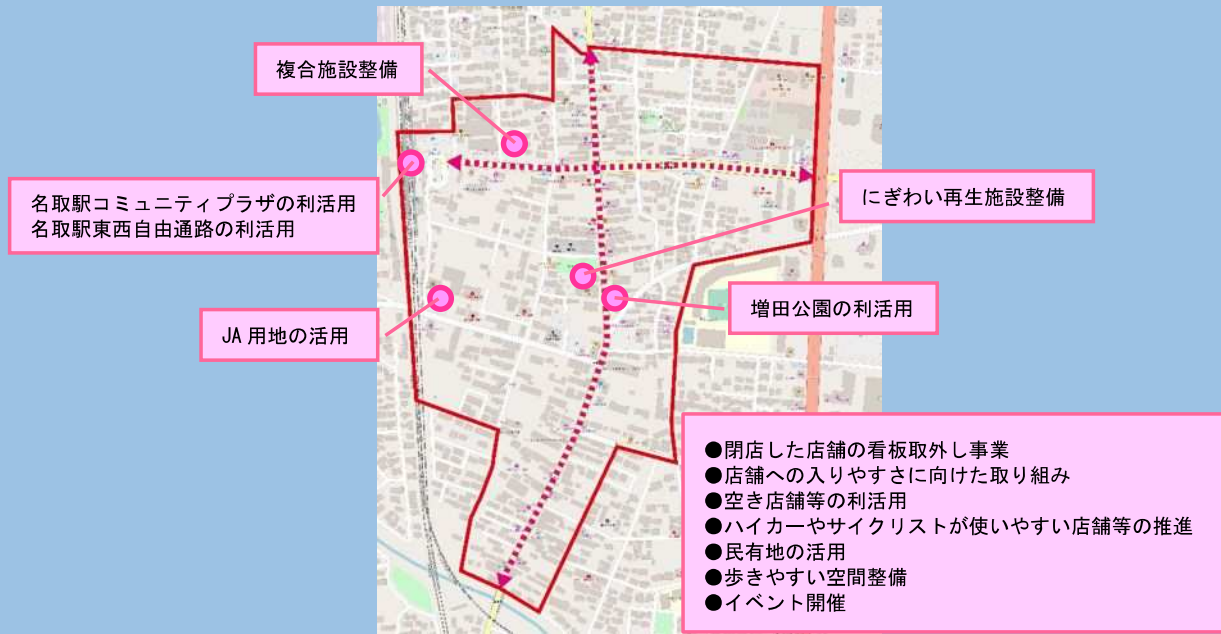 複合施設整備
名取駅コミュニティプラザの利活用
名取駅東西自由通路の利活用
にぎわい再生施設整備
増田公園の利活用
JA用地の活用
●閉店した店舗の看板取外し事業
●店舗への入りやすさに向けた取り組み
●空き店舗等の利活用
●ハイカーやサイクリストが使いやすい店舗等の推進
●民有地の活用
●歩きやすい空間整備
●イベント開催